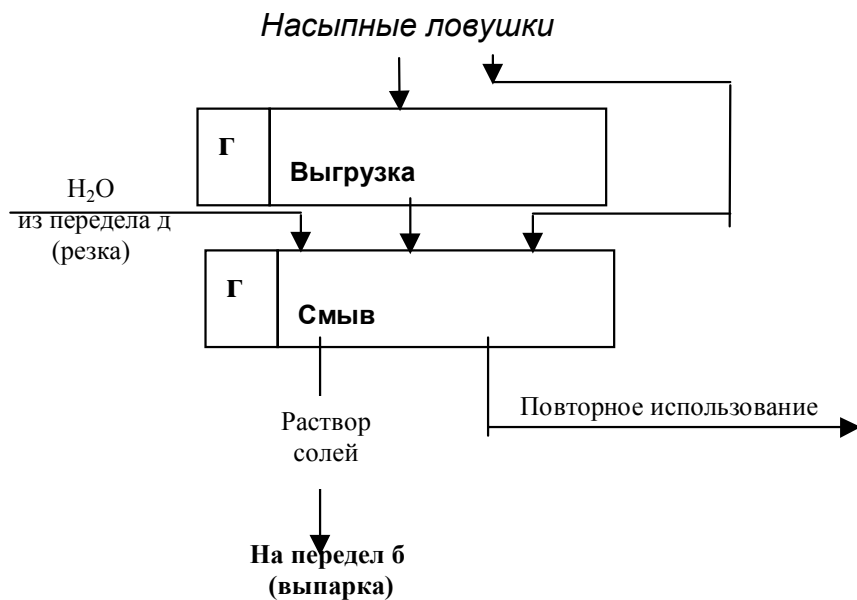 Насыпные ловушки
Г
Выгрузка
H₂O
из передела д
(резка)
Г
Смыв
Раствор
солей
Повторное использование
На передел б
(выпарка)